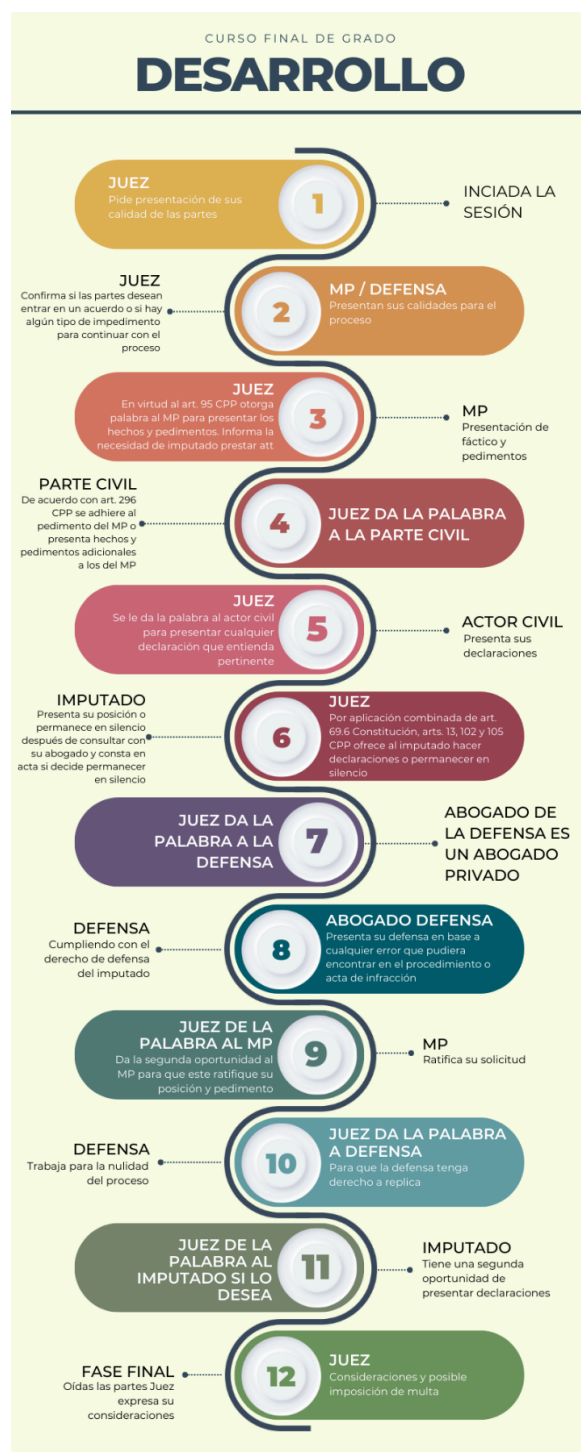 CURSO FINAL DE GRADO
DESARROLLO
JUEZ
Pide presentación de sus
calidad de las partes
1
INCIADA LA
SESIÓN
JUEZ
Confirma si las partes desean
entrar en un acuerdo o si hay
algún tipo de impedimento
para continuar con el
proceso
2
MP / DEFENSA
Presentan sus calidades para el
proceso
JUEZ
En virtud al art. 95 CPP otorga
palabra al MP para presentar los
hechos y pedimentos. Informa la
necesidad de imputado prestar att
3
MP
Presentación de
fáctico y
pedimentos
PARTE CIVIL
De acuerdo con art. 296
CPP se adhiere al
pedimento del MP o
presenta hechos y
pedimentos adicionales
a los del MP
4
JUEZ DA LA PALABRA
A LA PARTE CIVIL
JUEZ
Se le da la palabra al actor civil
para presentar cualquier
declaración que entienda
pertinente
5
ACTOR CIVIL
Presenta sus
declaraciones
IMPUTADO
Presenta su posición o
permanece en silencio
después de consultar con
su abogado y consta en
acta si decide permanecer
en silencio
6
JUEZ
Por aplicación combinada de art.
69.6 Constitución, arts. 13, 102 y 105
CPP ofrece al imputado hacer
declaraciones o permanecer en
silencio
JUEZ DA LA
PALABRA A LA
DEFENSA
7
ABOGADO DE
LA DEFENSA ES
UN ABOGADO
PRIVADO
DEFENSA
Cumpliendo con el
derecho de defensa
del imputado
8
ABOGADO DEFENSA
Presenta su defensa en base a
cualquier error que pudiera
encontrar en el procedimiento o
acta de infracción
JUEZ DE LA
PALABRA AL MP
Da la segunda oportunidad al
MP para que este ratifique su
posición y pedimento
9
MP
Ratifica su solicitud
DEFENSA
Trabaja para la nulidad
del proceso
10
JUEZ DA LA PALABRA
A DEFENSA
Para que la defensa tenga
derecho a replica
JUEZ DE LA
PALABRA AL
IMPUTADO SI LO
DESEA
11
IMPUTADO
Tiene una segunda
oportunidad de
presentar declaraciones
FASE FINAL
Oídas las partes Juez
expresa su
consideraciones
12
JUEZ
Consideraciones y posible
imposición de multa